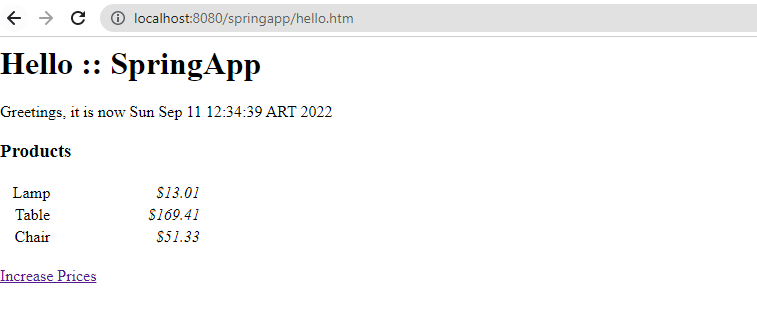 localhost:8080/springapp/hello.htm
Hello :: SpringApp
Greetings, it is now Sun Sep 11 12:34:39 ART 2022
Products
Lamp $13.01
Table $169.41
Chair $51.33
Increase Prices